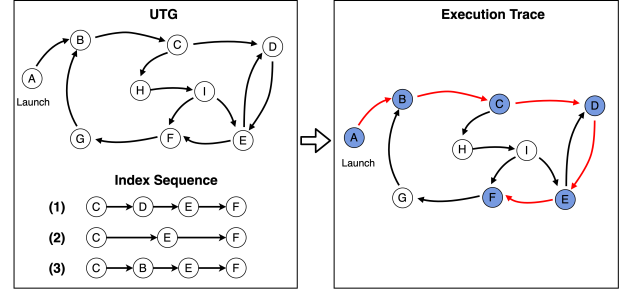 UTG
B
C
D
A
H
I
Launch
G
F
E
Index Sequence
(1) C D E F
(2) C E F
(3) C B E F
Execution Trace
B
C
D
A
H
I
Launch
G
F
E